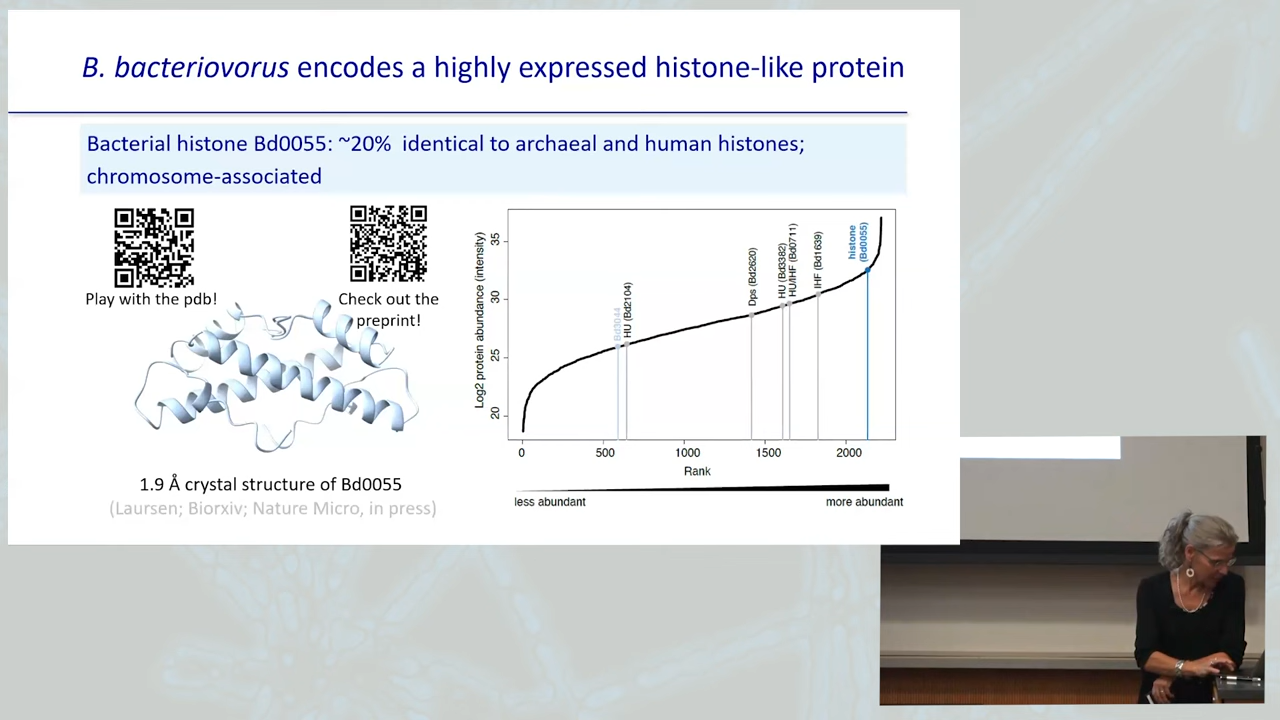 B. bacteriovorus encodes a highly expressed histone-like protein
Bacterial histone Bd0055: ~20% identical to archaeal and human histones;
chromosome-associated
Play with the pdb!
Check out the
preprint!
1.9 Å crystal structure of Bd0055
(Laursen; Biorxiv; Nature Micro, in press)
Log2 protein abundance (intensity)
35
30
25
20
Bd3044
HU (Bd2104)
Dps (Bd2620)
HU (Bd3382)
HU/IHF (Bd0711)
IHF (Bd1639)
histone
(Bd0055)
0
500
1000
1500
2000
Rank
less abundant
more abundant